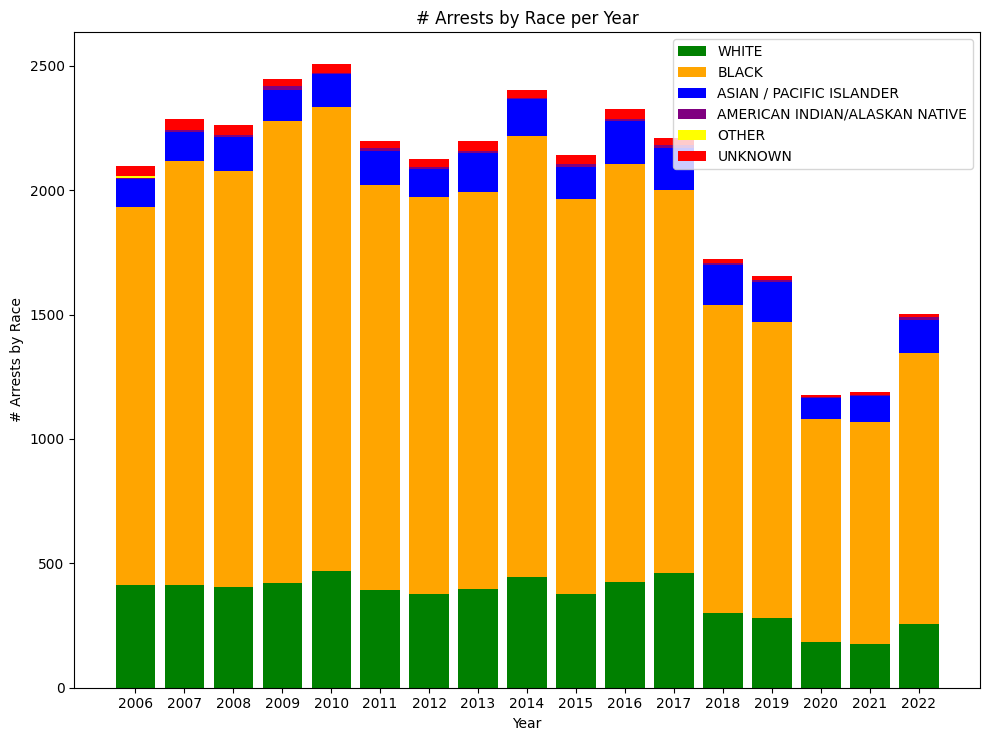 # Arrests by Race per Year
WHITE
BLACK
ASIAN / PACIFIC ISLANDER
AMERICAN INDIAN/ALASKAN NATIVE
OTHER
UNKNOWN
# Arrests by Race
2500
2000
1500
1000
500
0
2006 2007 2008 2009 2010 2011 2012 2013 2014 2015 2016 2017 2018 2019 2020 2021 2022
Year